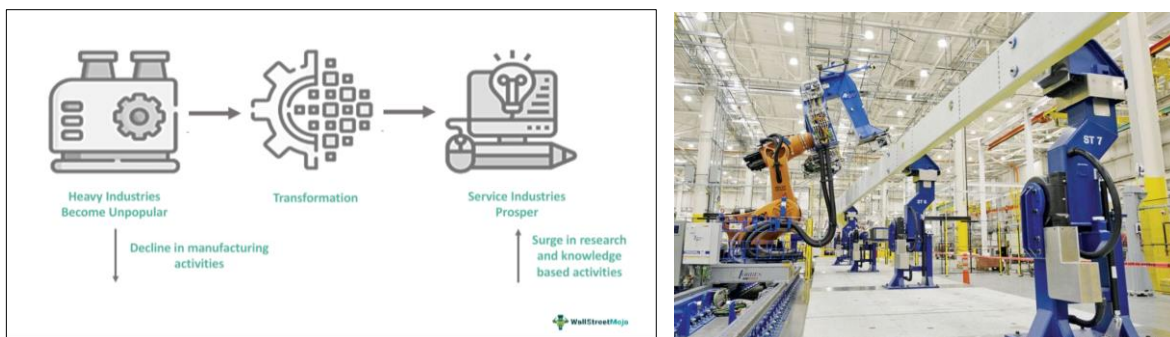 Heavy Industries
Become Unpopular
Transformation
Service Industries
Prosper
Decline in manufacturing
activities
Surge in research
and knowledge
based activities
WallStreetMojo
ST 7